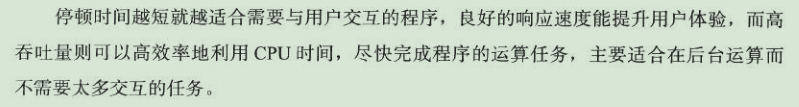 停顿时间越短就越适合需要与用户交互的程序，良好的响应速度能提升用户体验，而高
吞吐量则可以高效率地利用 CPU 时间，尽快完成程序的运算任务，主要适合在后台运算而
不需要太多交互的任务。